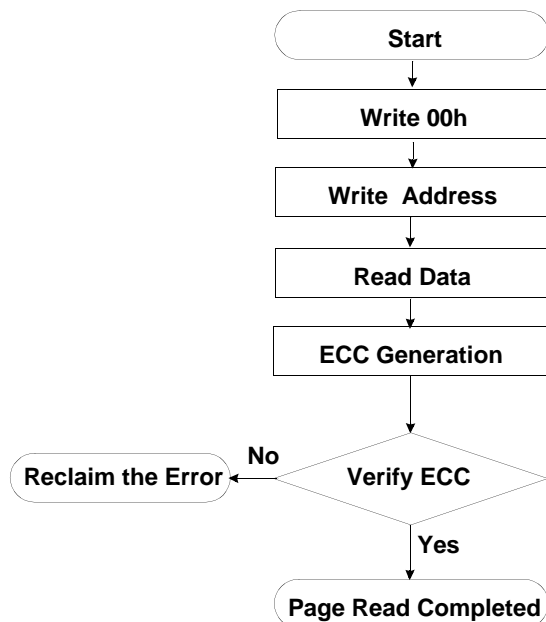 Start
Write 00h
Write Address
Read Data
ECC Generation
No
Reclaim the Error
Verify ECC
Yes
Page Read Completed